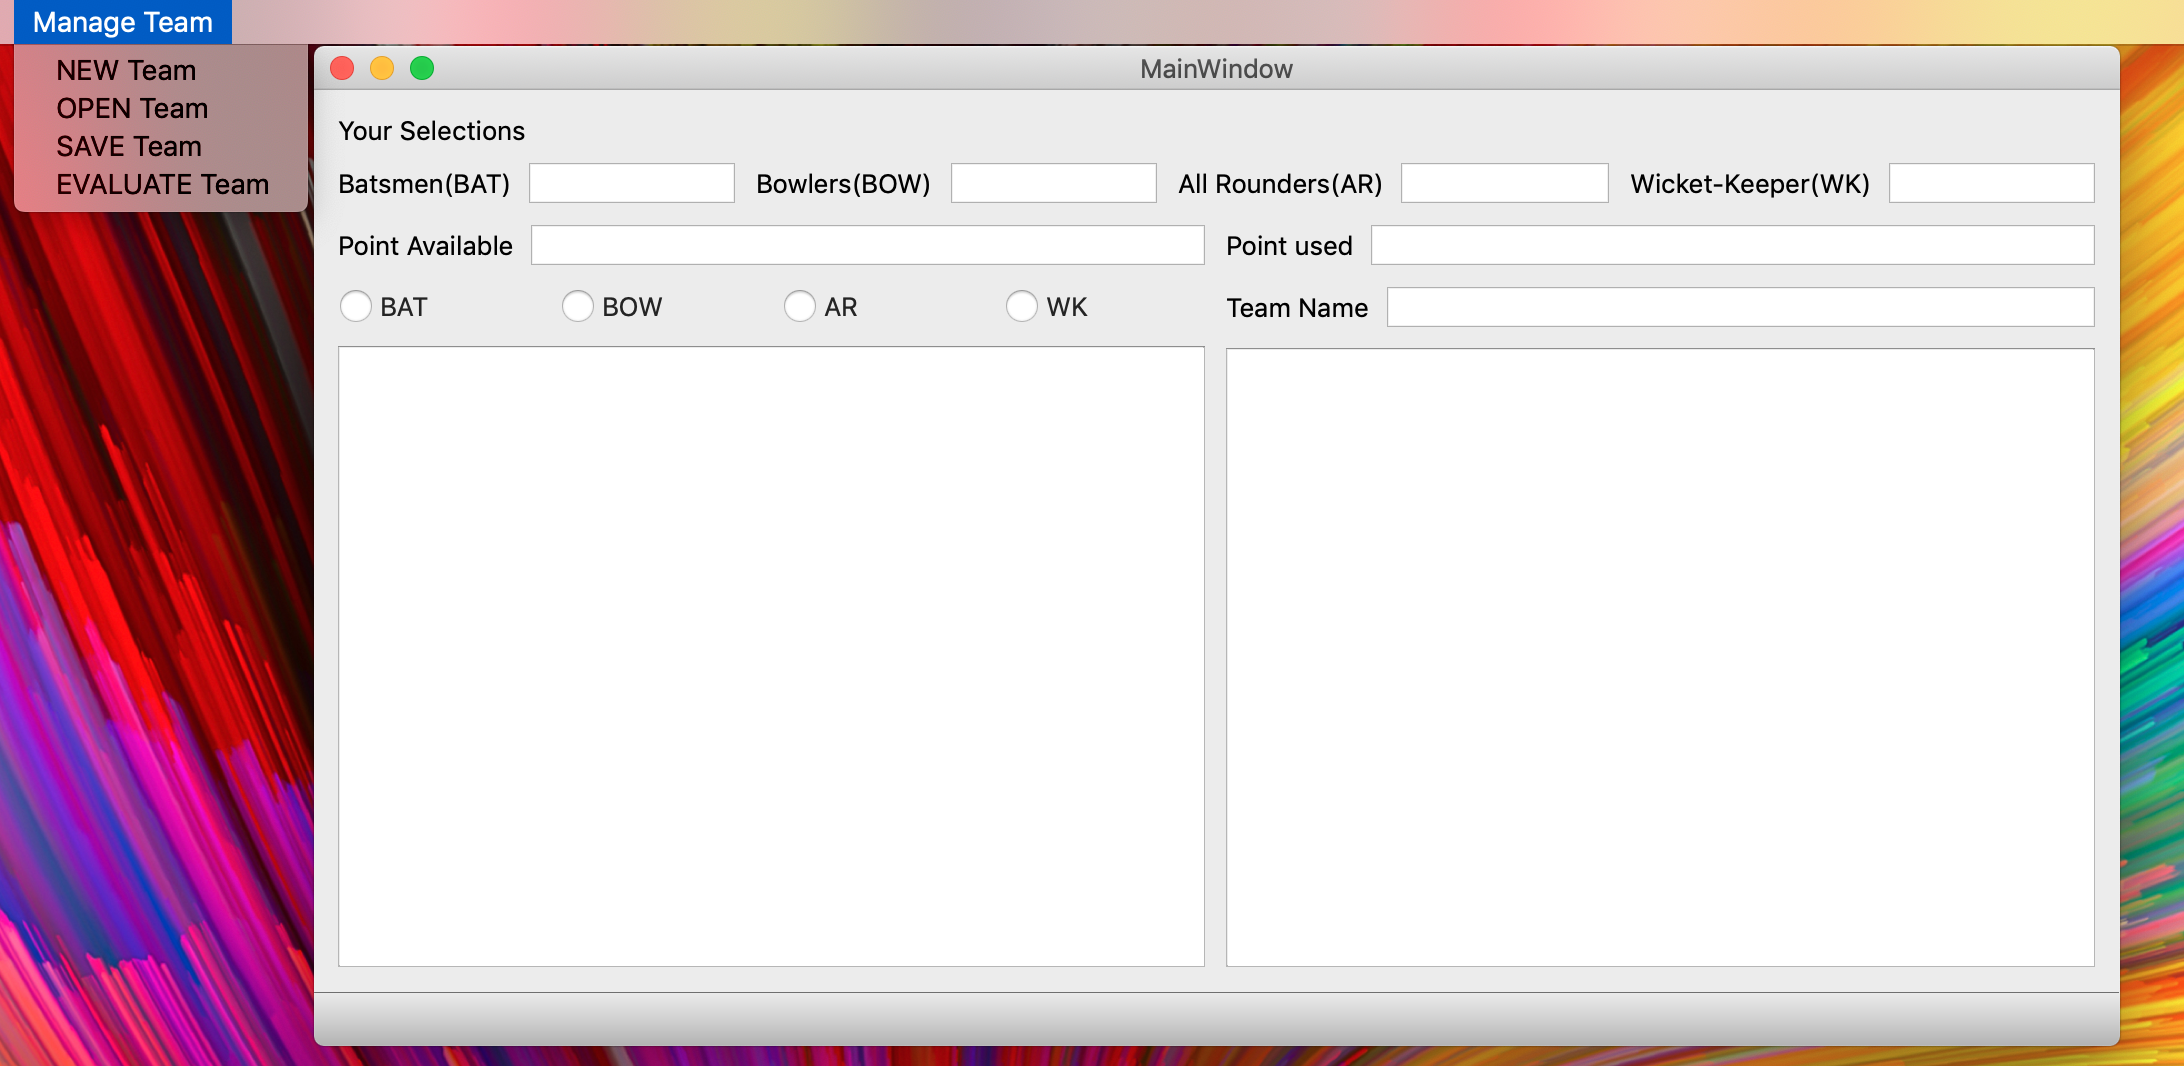 Manage Team
NEW Team
OPEN Team
SAVE Team
EVALUATE Team
MainWindow
Your Selections
Batsmen(BAT) Bowlers(BOW) All Rounders(AR) Wicket-Keeper(WK)
Point Available Point used
BAT BOW AR WK Team Name